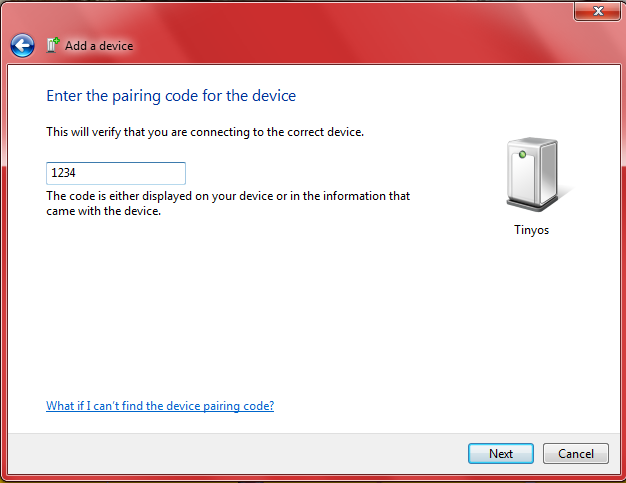 Add a device
Enter the pairing code for the device
This will verify that you are connecting to the correct device.
1234
The code is either displayed on your device or in the information that
came with the device.
Tinyos
What if I can't find the device pairing code?
Next
Cancel